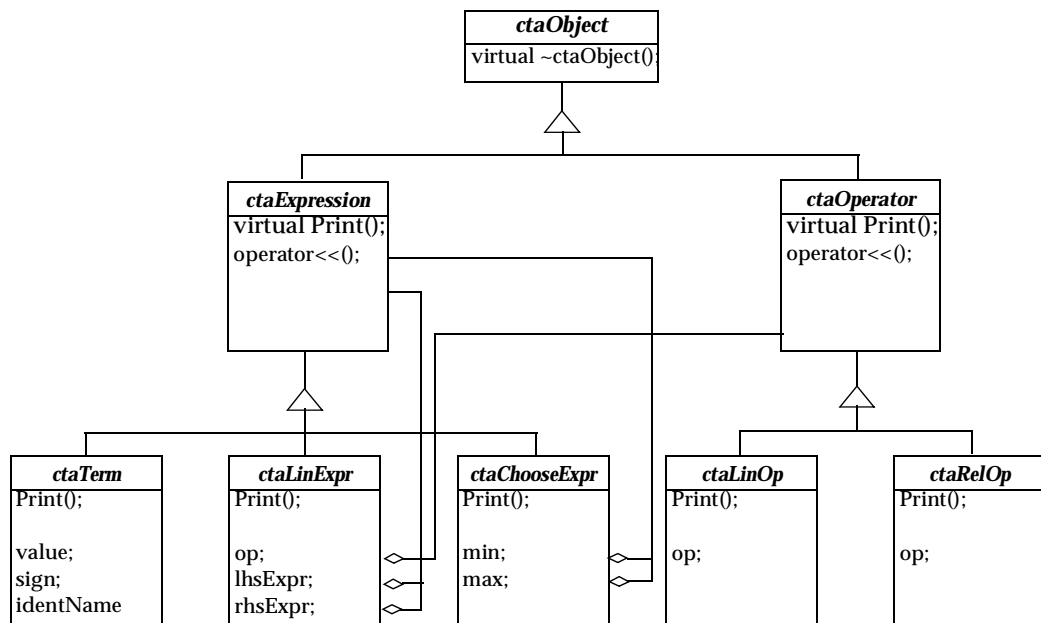 ctaObject
virtual ~ctaObject();
ctaExpression
virtual Print();
operator<<();
ctaOperator
virtual Print();
operator<<();
ctaTerm
Print();
value;
sign;
identName
ctaLinExpr
Print();
op;
lhsExpr;
rhsExpr;
ctaChooseExpr
Print();
min;
max;
ctaLinOp
Print();
op;
ctaRelOp
Print();
op;